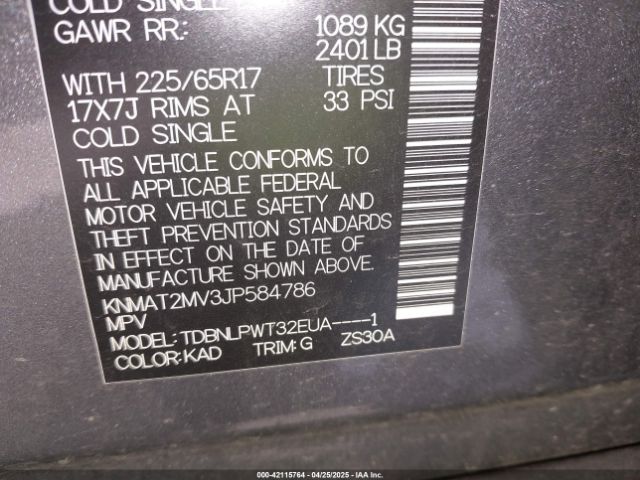 COLD SINGLE
GAWR RR: 1089 KG
2401 LB
WITH 225/65R17 TIRES
17X7J RIMS AT 33 PSI
COLD SINGLE
THIS VEHICLE CONFORMS TO
ALL APPLICABLE FEDERAL
MOTOR VEHICLE SAFETY AND
THEFT PREVENTION STANDARDS
IN EFFECT ON THE DATE OF
MANUFACTURE SHOWN ABOVE.
KNMAT2MV3JP584786
MPV
MODEL: TDBNLPWT32EUA----1
COLOR: KAD TRIM: G ZS30A
000-42115764 - 04/25/2025 - IAA Inc.